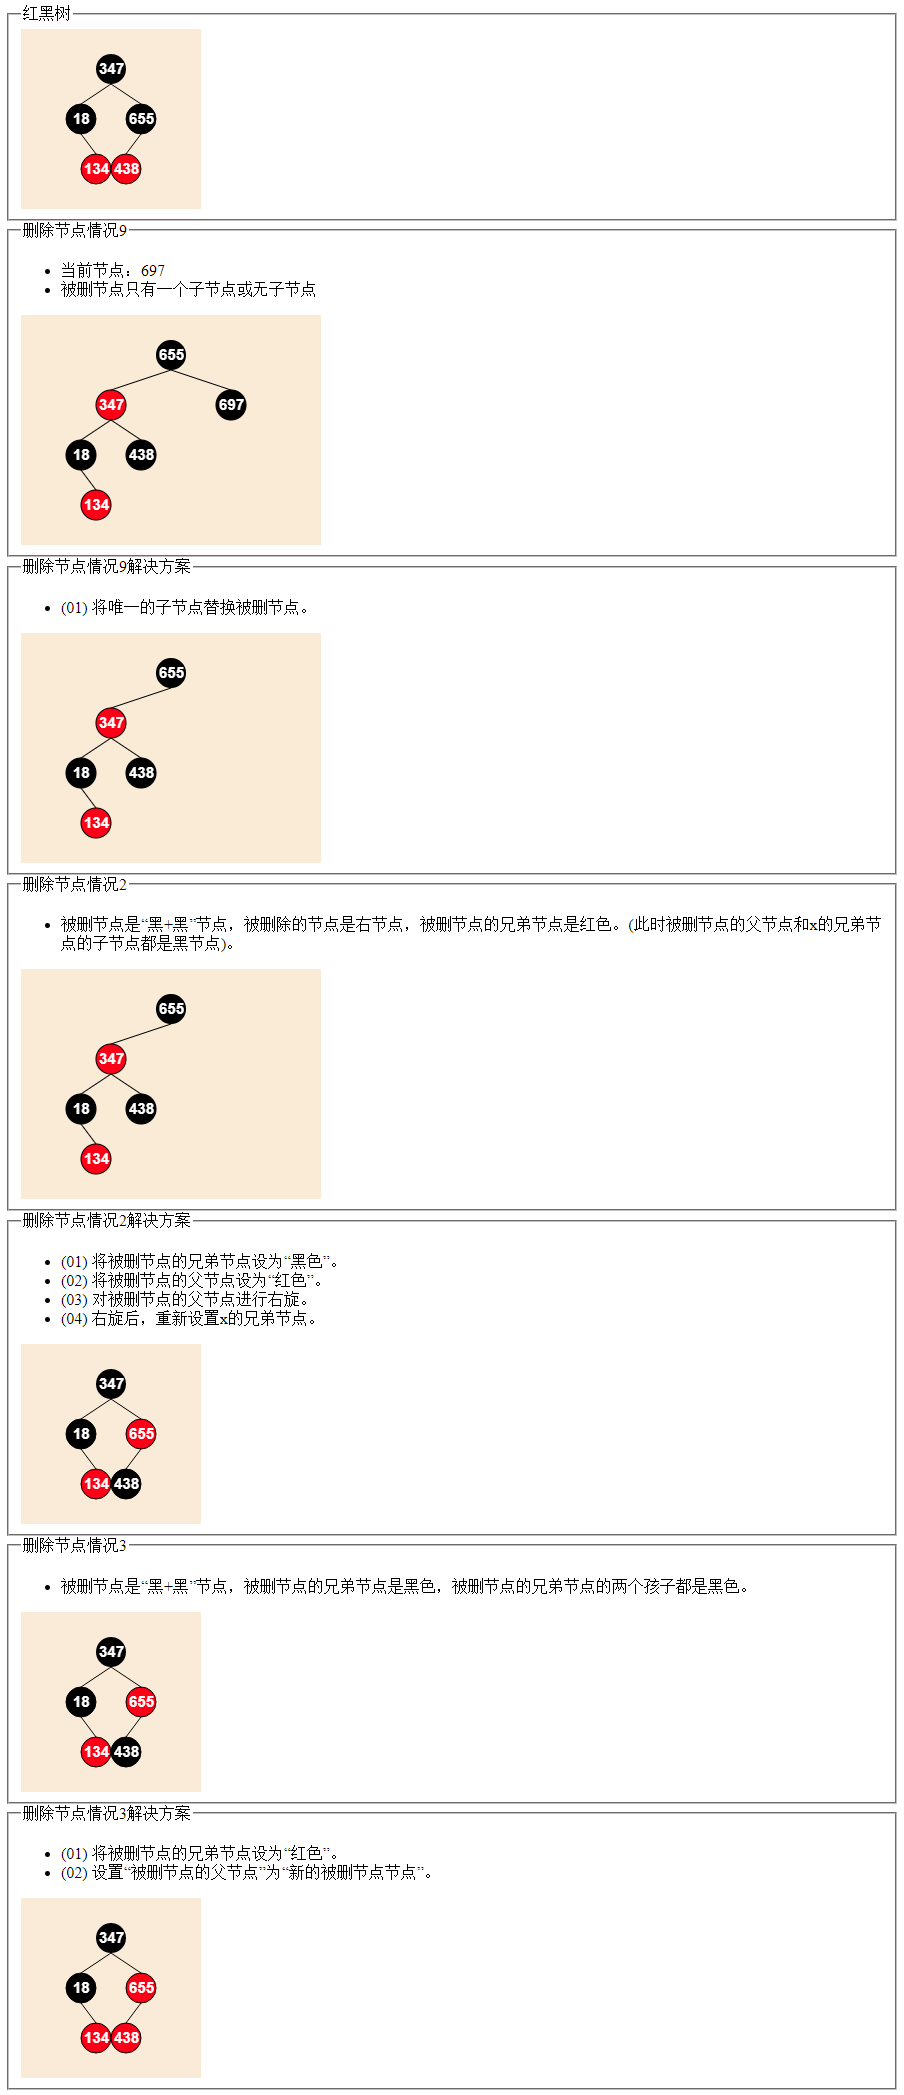 红黑树
347
18 655
134 438
删除节点情况9
当前节点：697
被删节点只有一个子节点或无子节点
655
347 697
18 438
134
删除节点情况9解决方案
(01) 将唯一的子节点替换被删节点。
655
347
18 438
134
删除节点情况2
被删节点是“黑+黑”节点，被删除的节点是右节点，被删节点的兄弟节点是红色。(此时被删节点的父节点和x的兄弟节
点的子节点都是黑节点)。
655
347
18 438
134
删除节点情况2解决方案
(01) 将被删节点的兄弟节点设为“黑色”。
(02) 将被删节点的父节点设为“红色”。
(03) 对被删节点的父节点进行右旋。
(04) 右旋后，重新设置x的兄弟节点。
347
18 655
134 438
删除节点情况3
被删节点是“黑+黑”节点，被删节点的兄弟节点是黑色，被删节点的兄弟节点的两个孩子都是黑色。
347
18 655
134 438
删除节点情况3解决方案
(01) 将被删节点的兄弟节点设为“红色”。
(02) 设置“被删节点的父节点”为“新的被删节点节点”。
347
18 655
134 438